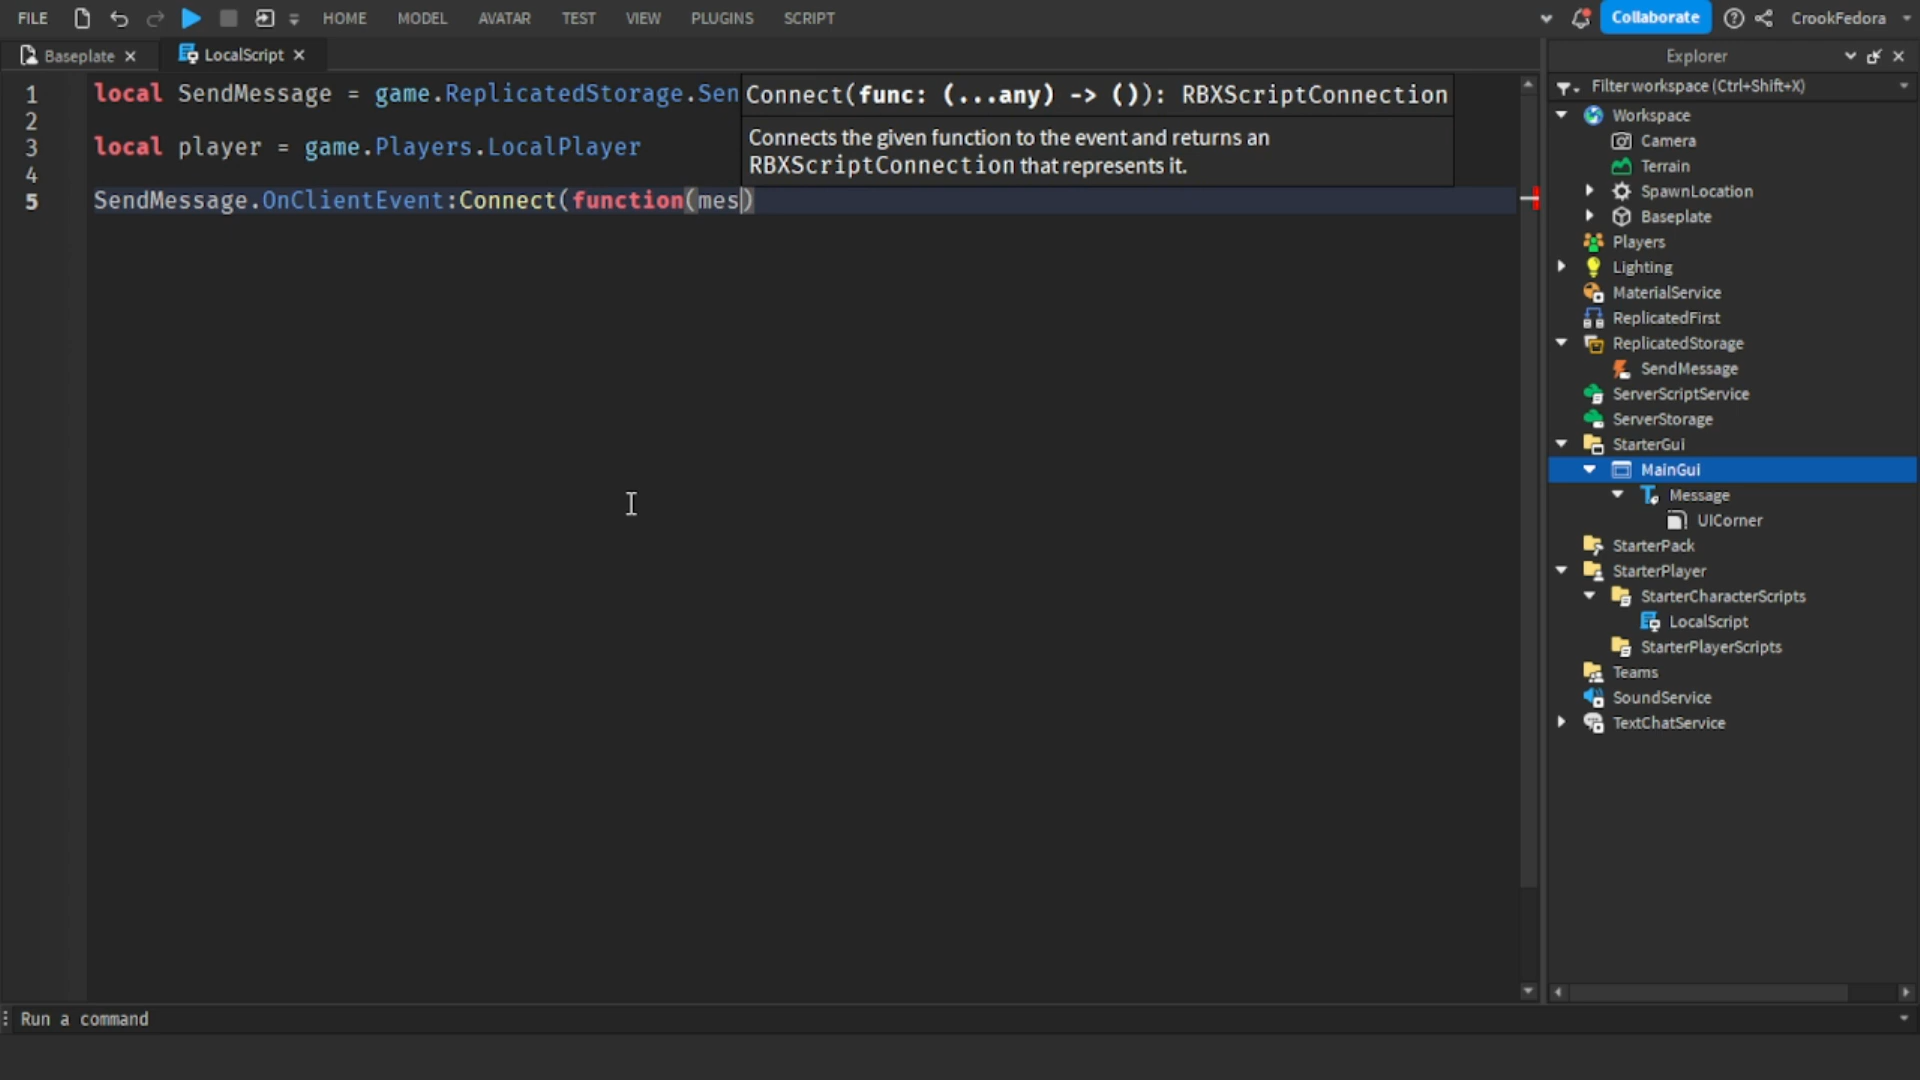 FILE HOME MODEL AVATAR TEST VIEW PLUGINS SCRIPT Collaborate CrookFedora
Baseplate LocalScript
1 local SendMessage = game.ReplicatedStorage.Sen
2
3 local player = game.Players.LocalPlayer
4
5 SendMessage.OnClientEvent:Connect(function(mes)
Connect(func: (...any) -> ()): RBXScriptConnection
Connects the given function to the event and returns an
RBXScriptConnection that represents it.
Explorer
Filter workspace (Ctrl+Shift+X)
Workspace
Camera
Terrain
SpawnLocation
Baseplate
Players
Lighting
MaterialService
ReplicatedFirst
ReplicatedStorage
SendMessage
ServerScriptService
ServerStorage
StarterGui
MainGui
Message
UICorner
StarterPack
StarterPlayer
StarterCharacterScripts
LocalScript
StarterPlayerScripts
Teams
SoundService
TextChatService
Run a command